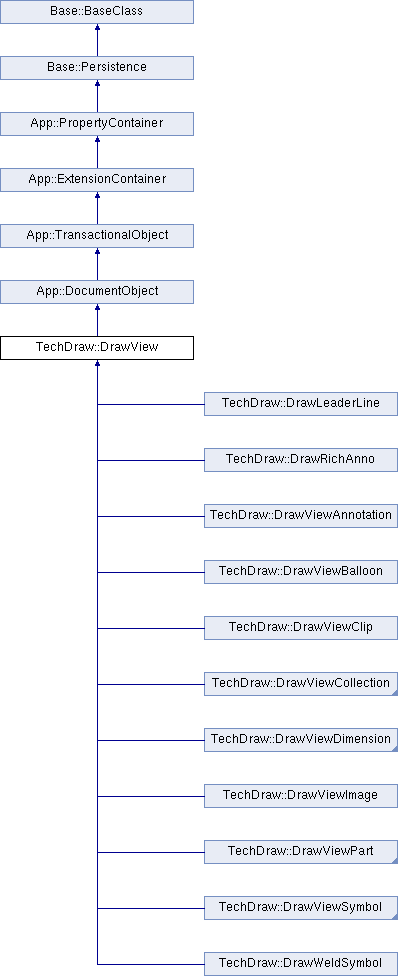 Base::BaseClass
Base::Persistence
App::PropertyContainer
App::ExtensionContainer
App::TransactionalObject
App::DocumentObject
TechDraw::DrawView
TechDraw::DrawLeaderLine
TechDraw::DrawRichAnno
TechDraw::DrawViewAnnotation
TechDraw::DrawViewBalloon
TechDraw::DrawViewClip
TechDraw::DrawViewCollection
TechDraw::DrawViewDimension
TechDraw::DrawViewImage
TechDraw::DrawViewPart
TechDraw::DrawViewSymbol
TechDraw::DrawWeldSymbol